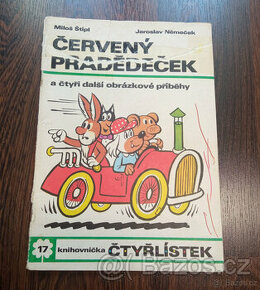 Miloš Štípl
Jaroslav Němeček
ČERVENÝ
PRADĚDEČEK
a čtyři další obrázkové příběhy
17
knihovnička
ČTYŘLÍSTEK
Bazoš.cz